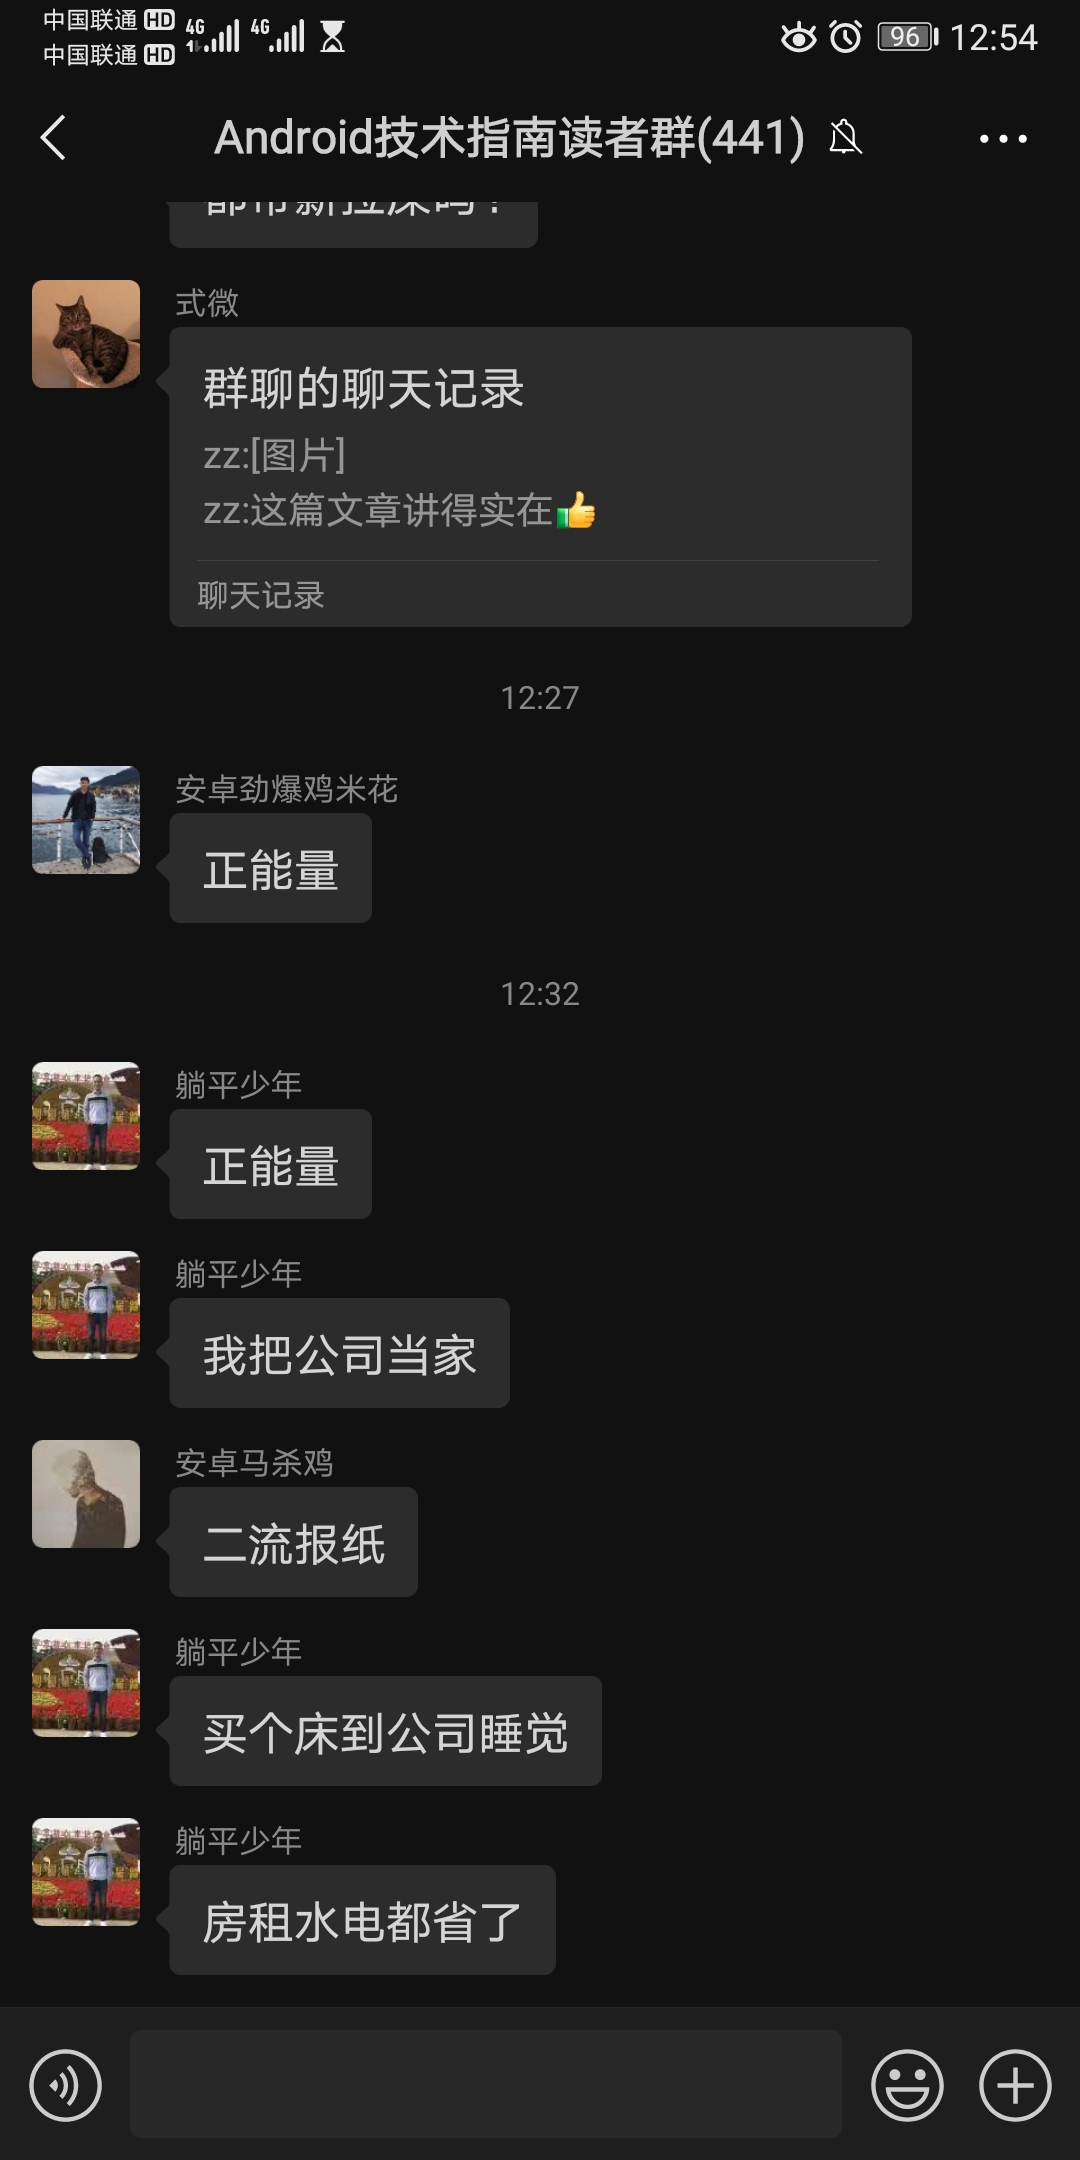 中国联通 HD 4G 4G
中国联通 HD
96 12:54
Android技术指南读者群(441)
都带薪拉屎吗？
式微
群聊的聊天记录
zz:[图片]
zz:这篇文章讲得实在👍
聊天记录
12:27
安卓劲爆鸡米花
正能量
12:32
躺平少年
正能量
躺平少年
我把公司当家
安卓马杀鸡
二流报纸
躺平少年
买个床到公司睡觉
躺平少年
房租水电都省了